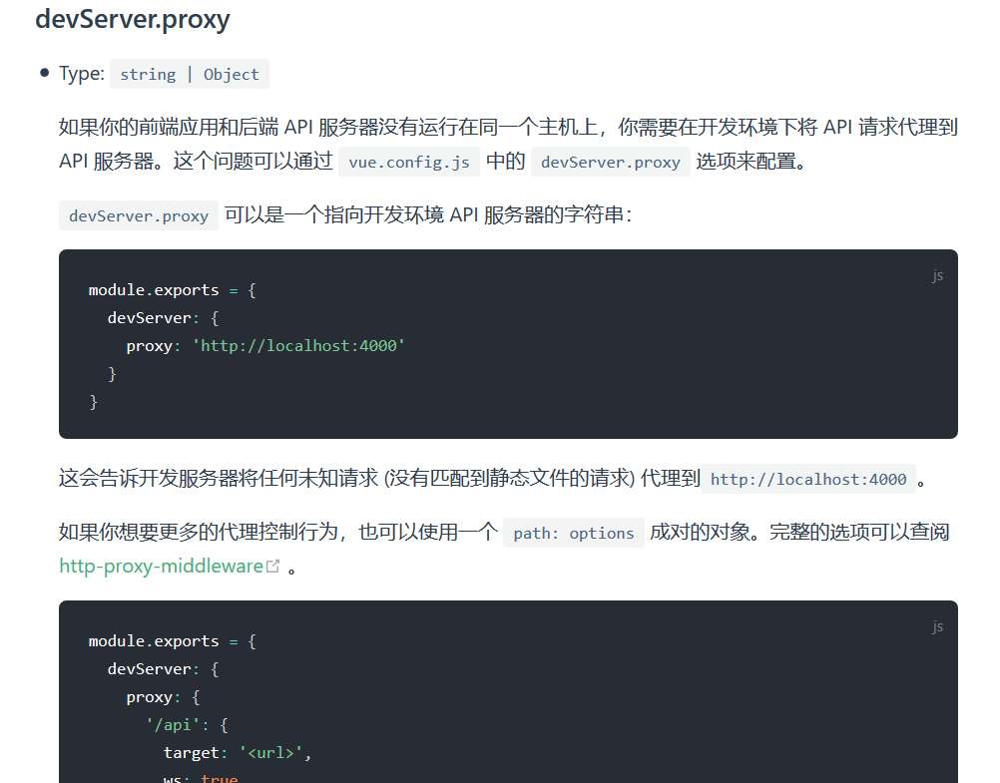 devServer.proxy
Type: string | Object
如果你的前端应用和后端 API 服务器没有运行在同一个主机上，你需要在开发环境下将 API 请求代理到
API 服务器。这个问题可以通过 vue.config.js 中的 devServer.proxy 选项来配置。
devServer.proxy 可以是一个指向开发环境 API 服务器的字符串：
js
module.exports = {
  devServer: {
    proxy: 'http://localhost:4000'
  }
}
这会告诉开发服务器将任何未知请求 (没有匹配到静态文件的请求) 代理到 http://localhost:4000 。
如果你想要更多的代理控制行为，也可以使用一个 path: options 成对的对象。完整的选项可以查阅
http-proxy-middleware 。
js
module.exports = {
  devServer: {
    proxy: {
      '/api': {
        target: '<url>',
        ws: true